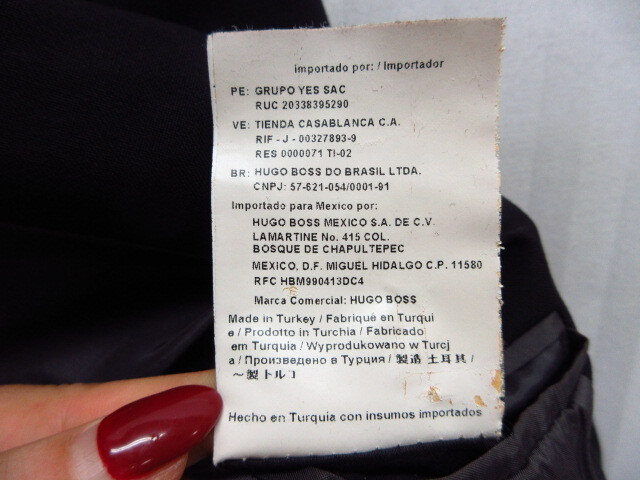 importado por: / Importador
PE: GRUPO YES SAC
RUC 20338395290
VE: TIENDA CASABLANCA C.A.
RIF - J - 00327893-9
RES 0000071 TI-02
BR: HUGO BOSS DO BRASIL LTDA.
CNPJ: 57-621-054/0001-91
Importado para Mexico por:
HUGO BOSS MEXICO S.A. DE C.V.
LAMARTINE No. 415 COL.
BOSQUE DE CHAPULTEPEC
MEXICO, D.F. MIGUEL HIDALGO C.P. 11580
RFC HBM990413DC4
Marca Comercial: HUGO BOSS
Made in Turkey / Fabriqué en Turqui
e / Prodotto in Turchia / Fabricado
em Turquia / Wyprodukowano w Turcj
a / Произведено в Турции / 製造 土耳其 /
～製トルコ
Hecho en Turquia con insumos importados